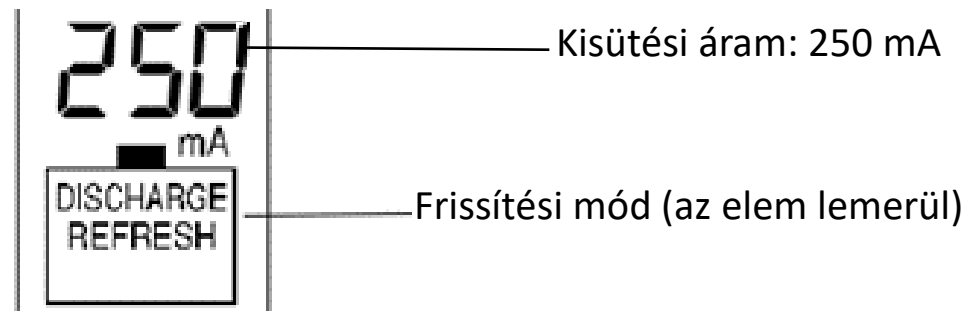 250
Kisütési áram: 250 mA
mA
DISCHARGE
REFRESH
Frissítési mód (az elem lemerül)